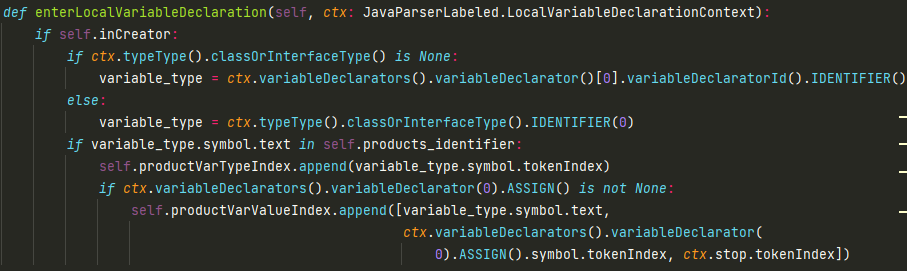 def enterLocalVariableDeclaration(self, ctx: JavaParserLabeled.LocalVariableDeclarationContext):
    if self.inCreator:
        if ctx.typeType().classOrInterfaceType() is None:
            variable_type = ctx.variableDeclarators().variableDeclarator()[0].variableDeclaratorId().IDENTIFIER()
        else:
            variable_type = ctx.typeType().classOrInterfaceType().IDENTIFIER(0)
        if variable_type.symbol.text in self.products_identifier:
            self.productVarTypeIndex.append(variable_type.symbol.tokenIndex)
            if ctx.variableDeclarators().variableDeclarator(0).ASSIGN() is not None:
                self.productVarValueIndex.append([variable_type.symbol.text,
                                                  ctx.variableDeclarators().variableDeclarator(
                                                      0).ASSIGN().symbol.tokenIndex, ctx.stop.tokenIndex])